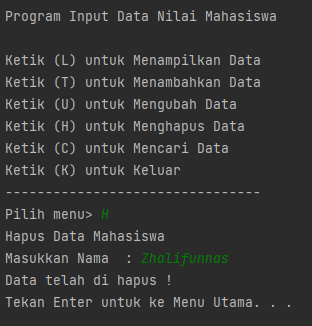 Program Input Data Nilai Mahasiswa
Ketik (L) untuk Menampilkan Data
Ketik (T) untuk Menambahkan Data
Ketik (U) untuk Mengubah Data
Ketik (H) untuk Menghapus Data
Ketik (C) untuk Mencari Data
Ketik (K) untuk Keluar
--------------------------------
Pilih menu> H
Hapus Data Mahasiswa
Masukkan Nama  : Zhalifunnas
Data telah di hapus !
Tekan Enter untuk ke Menu Utama. . .